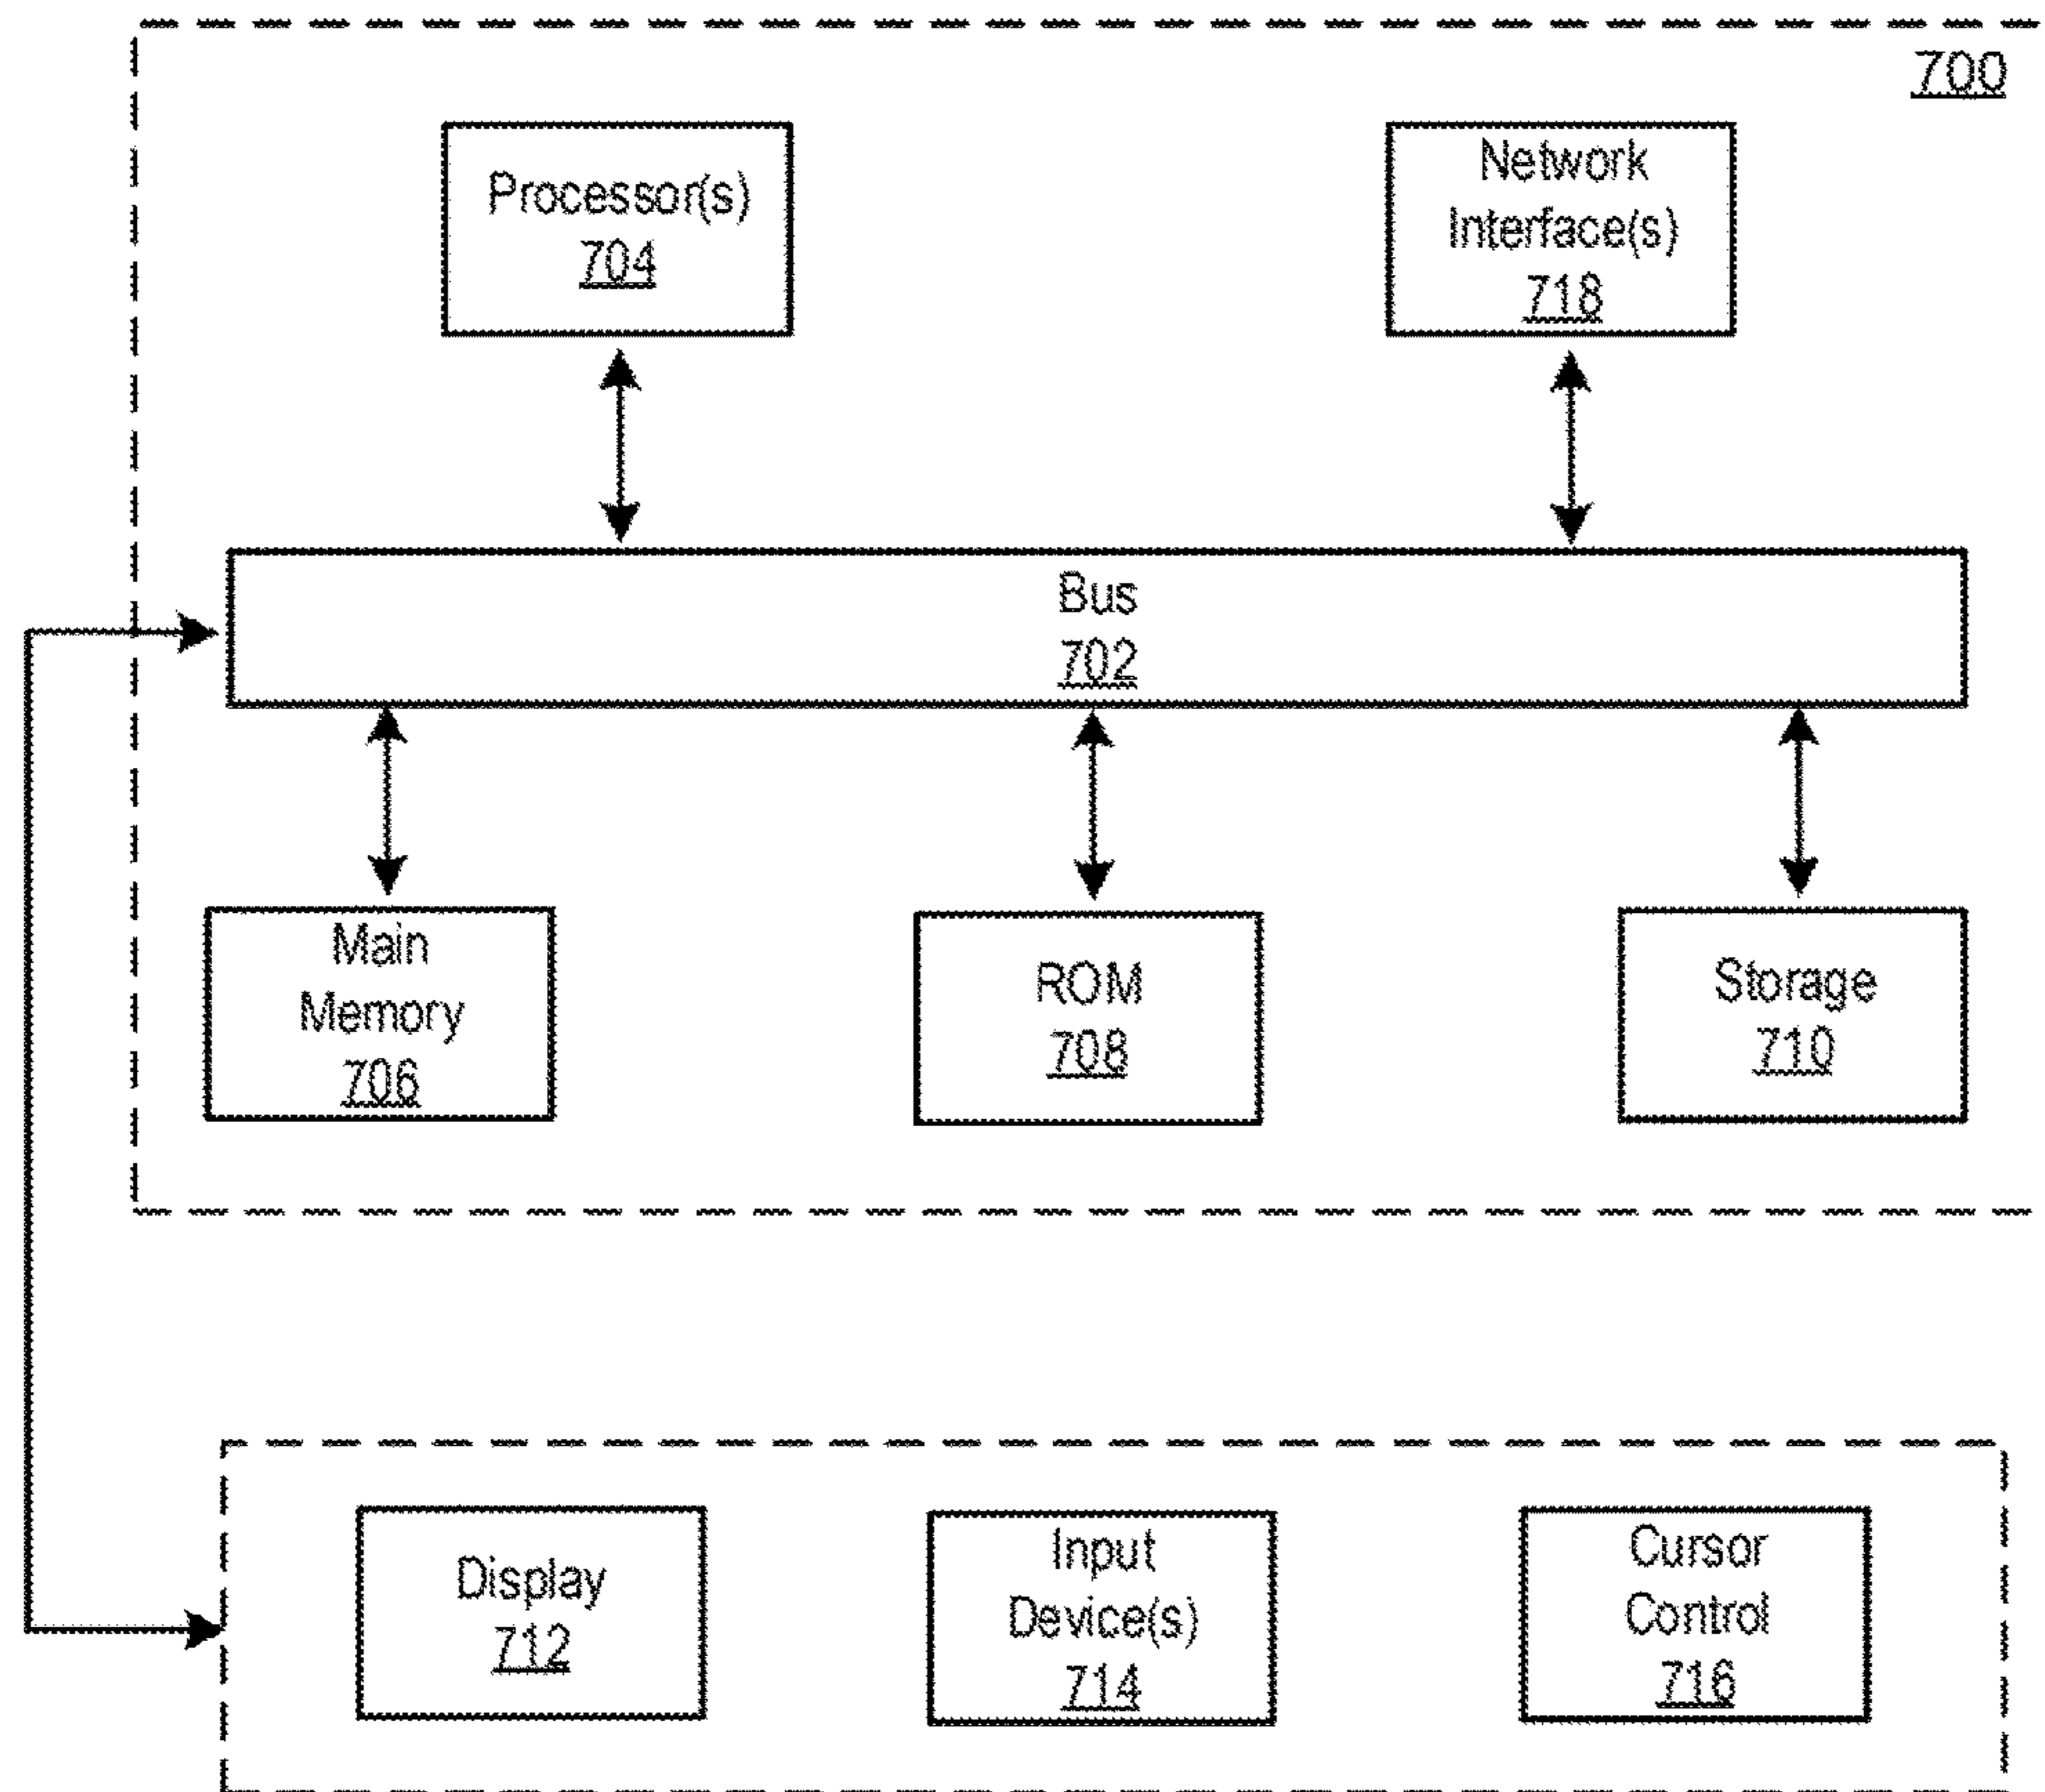 700
Processor(s)
704
Network
Interface(s)
718
Bus
702
Main
Memory
706
ROM
708
Storage
710
Display
712
Input
Device(s)
714
Cursor
Control
716